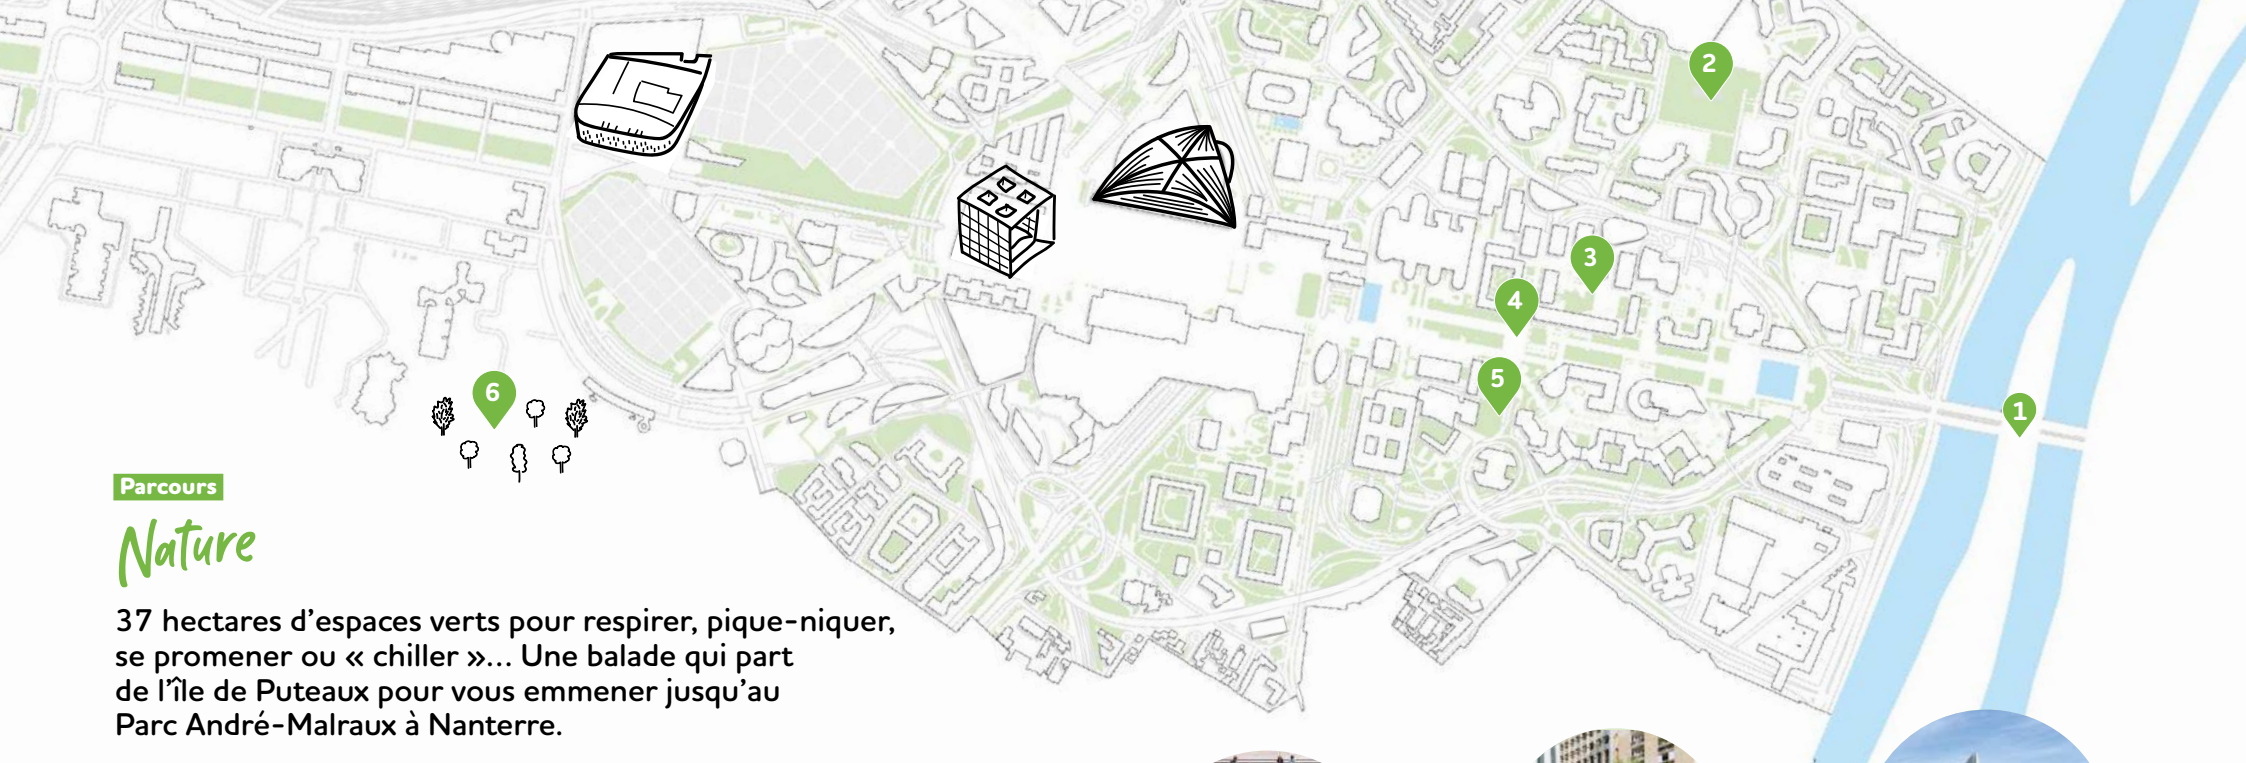 2
3
4
5
1
6
Parcours
Nature
37 hectares d’espaces verts pour respirer, pique-niquer,
se promener ou « chiller »… Une balade qui part
de l’île de Puteaux pour vous emmener jusqu’au
Parc André-Malraux à Nanterre.